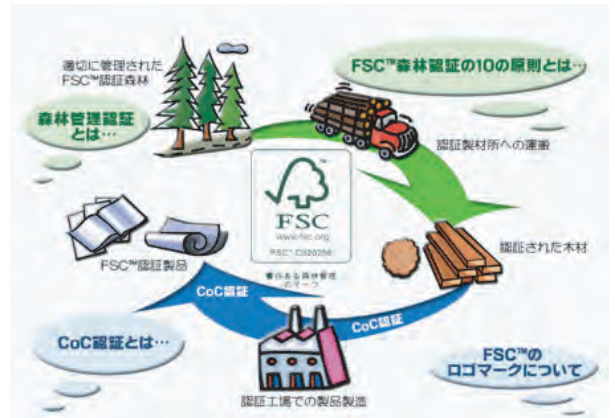 適切に管理された
FSC™認証森林
FSC™森林認証の10の原則とは…
森林管理認証
とは…
認証製材所への運搬
FSC
www.fsc.org
FSC® C020256
責任ある森林管理
のマーク
FSC™認証製品
認証された木材
CoC認証
CoC認証
CoC認証とは…
FSC™の
ロゴマークについて
認証工場での製品製造